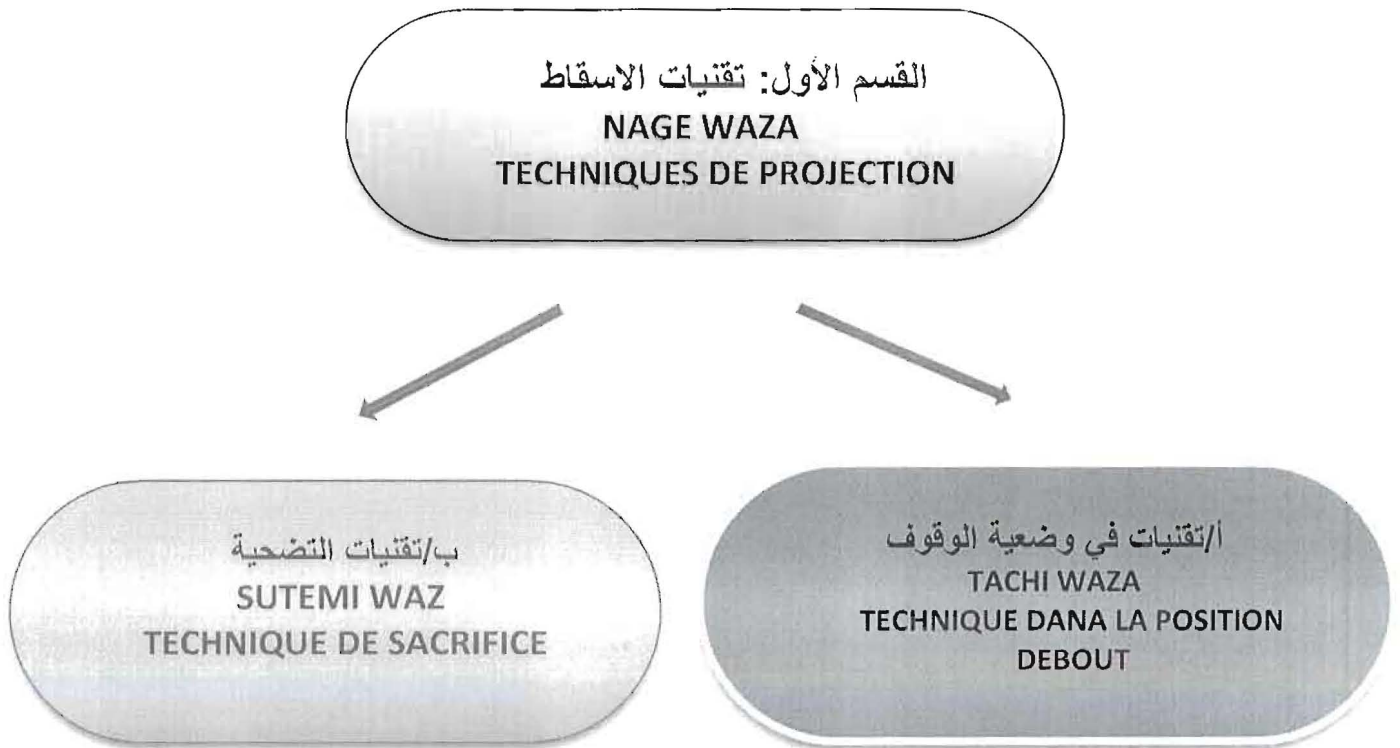 القسم الأول: تقنيات الاسقاط
NAGE WAZA
TECHNIQUES DE PROJECTION
أ/تقنيات في وضعية الوقوف
TACHI WAZA
TECHNIQUE DANA LA POSITION
DEBOUT
ب/تقنيات التضحية
SUTEMI WAZ
TECHNIQUE DE SACRIFICE